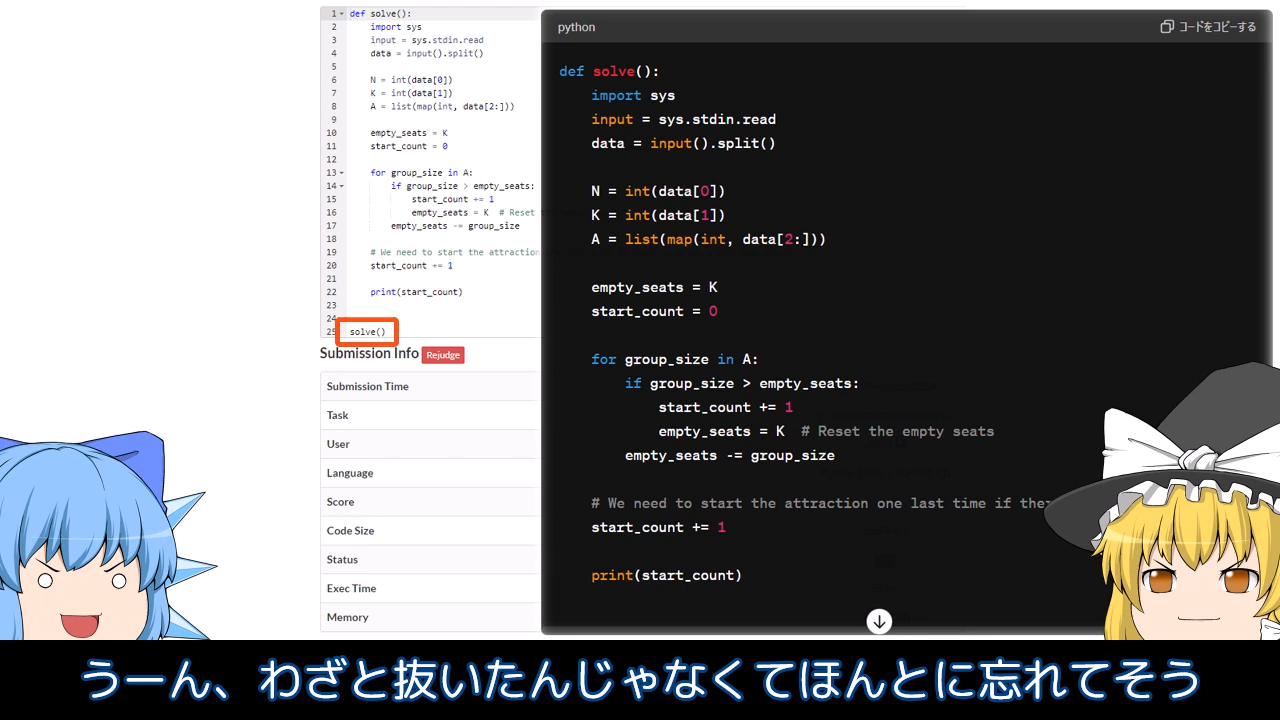 1 def solve():
2 import sys
3 input = sys.stdin.read
4 data = input().split()
5
6 N = int(data[0])
7 K = int(data[1])
8 A = list(map(int, data[2:]))
9
10 empty_seats = K
11 start_count = 0
12
13 for group_size in A:
14 if group_size > empty_seats:
15 start_count += 1
16 empty_seats = K # Reset
17 empty_seats -= group_size
18
19 # We need to start the attraction
20 start_count += 1
21
22 print(start_count)
23
24
25 solve()
Submission Info Rejudge
Submission Time
Task
User
Language
Score
Code Size
Status
Exec Time
Memory
python コードをコピーする
def solve():
import sys
input = sys.stdin.read
data = input().split()
N = int(data[0])
K = int(data[1])
A = list(map(int, data[2:]))
empty_seats = K
start_count = 0
for group_size in A:
if group_size > empty_seats:
start_count += 1
empty_seats = K # Reset the empty seats
empty_seats -= group_size
# We need to start the attraction one last time if
start_count += 1
print(start_count)
うーん、わざと抜いたんじゃなくてほんとに忘れてそう